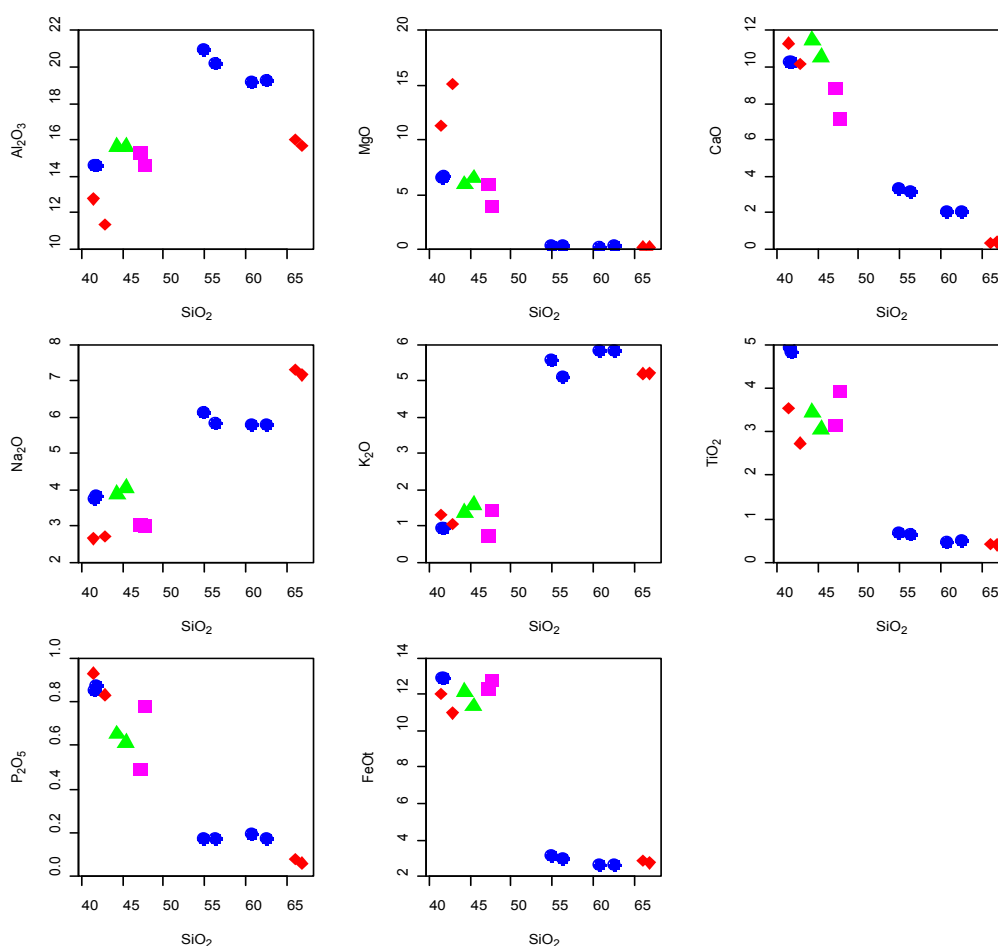 Al₂O₃
10 12 14 16 18 20 22
40 45 50 55 60 65
SiO₂
MgO
0 5 10 15 20
40 45 50 55 60 65
SiO₂
CaO
0 2 4 6 8 10 12
40 45 50 55 60 65
SiO₂
Na₂O
2 3 4 5 6 7 8
40 45 50 55 60 65
SiO₂
K₂O
0 1 2 3 4 5 6
40 45 50 55 60 65
SiO₂
TiO₂
0 1 2 3 4 5
40 45 50 55 60 65
SiO₂
P₂O₅
0.0 0.2 0.4 0.6 0.8 1.0
40 45 50 55 60 65
SiO₂
FeOt
2 4 6 8 10 12 14
40 45 50 55 60 65
SiO₂